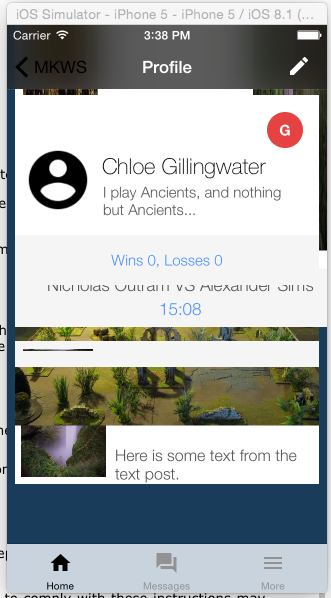 iOS Simulator - iPhone 5 - iPhone 5 / iOS 8.1 (...
Carrier 3:38 PM
MKWS Profile
G
Chloe Gillingwater
I play Ancients, and nothing
but Ancients...
Wins 0, Losses 0
Nicholas Outram VS Alexander Sims
15:08
Here is some text from the
text post.
Home Messages More
to comply with these instructions may